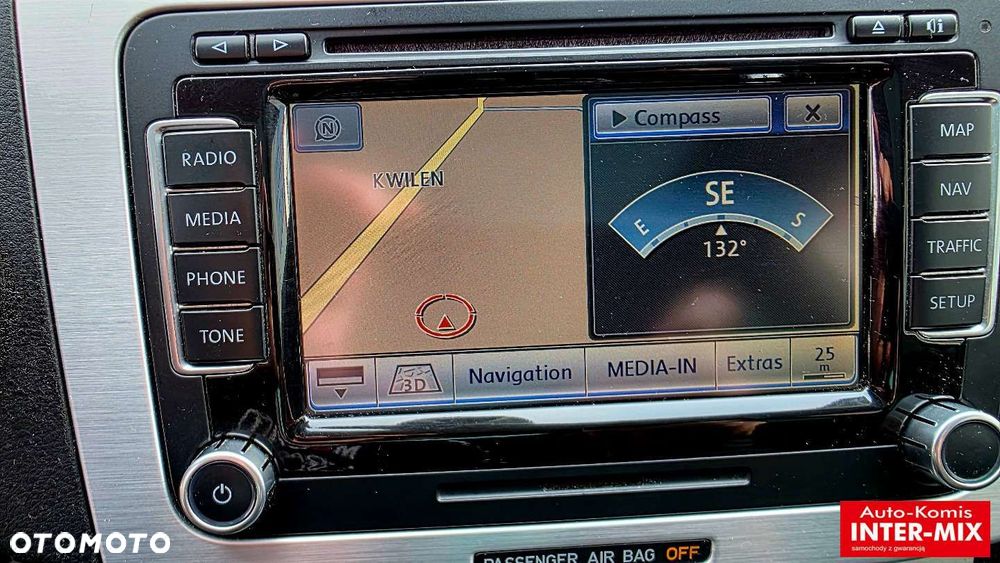 RADIO
MEDIA
PHONE
TONE
N
KWILEN
Compass
X
SE
E
S
132°
3D
Navigation
MEDIA-IN
Extras
25
m
MAP
NAV
TRAFFIC
SETUP
PASSENGER AIR BAG OFF
OTOMOTO
Auto-Komis
INTER-MIX
samochody z gwarancją